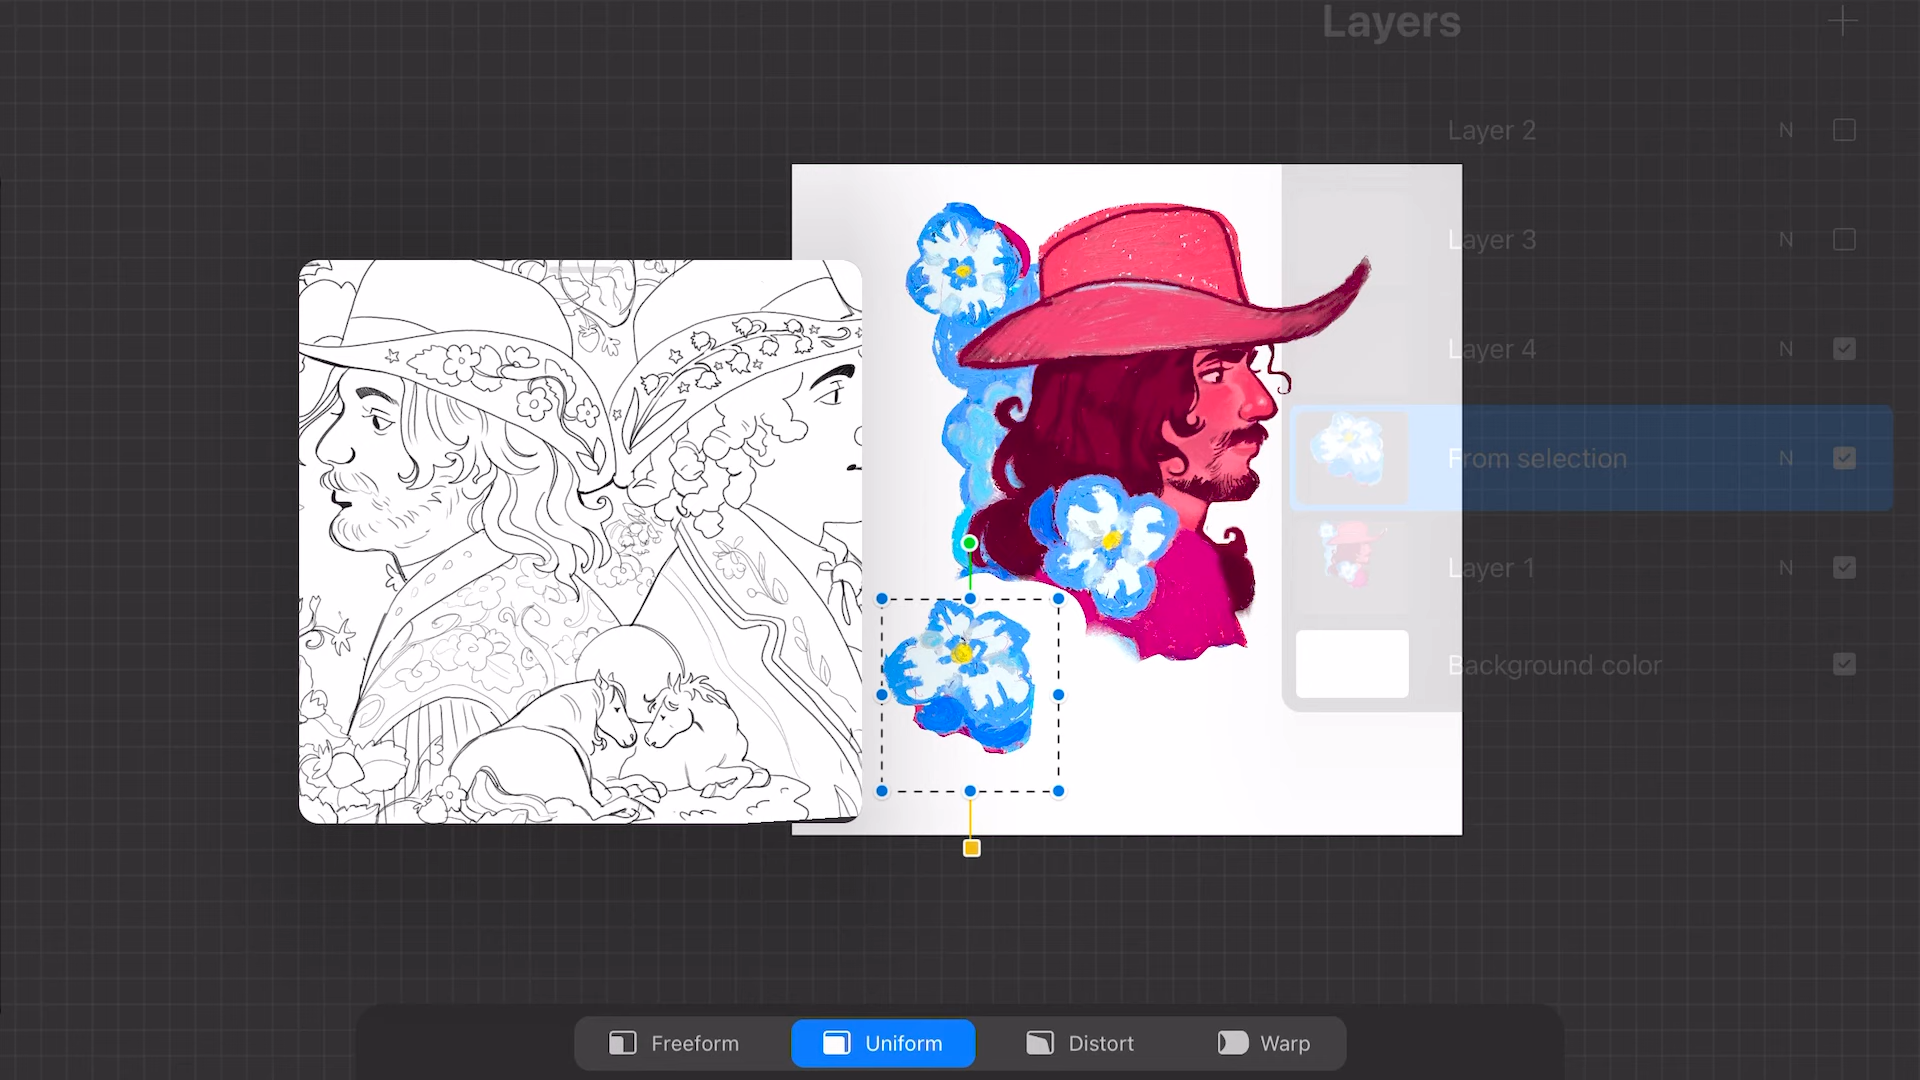 Layers
Layer 2 N
Layer 3 N
Layer 4 N
From selection N
Layer 1 N
Background color
Freeform Uniform Distort Warp